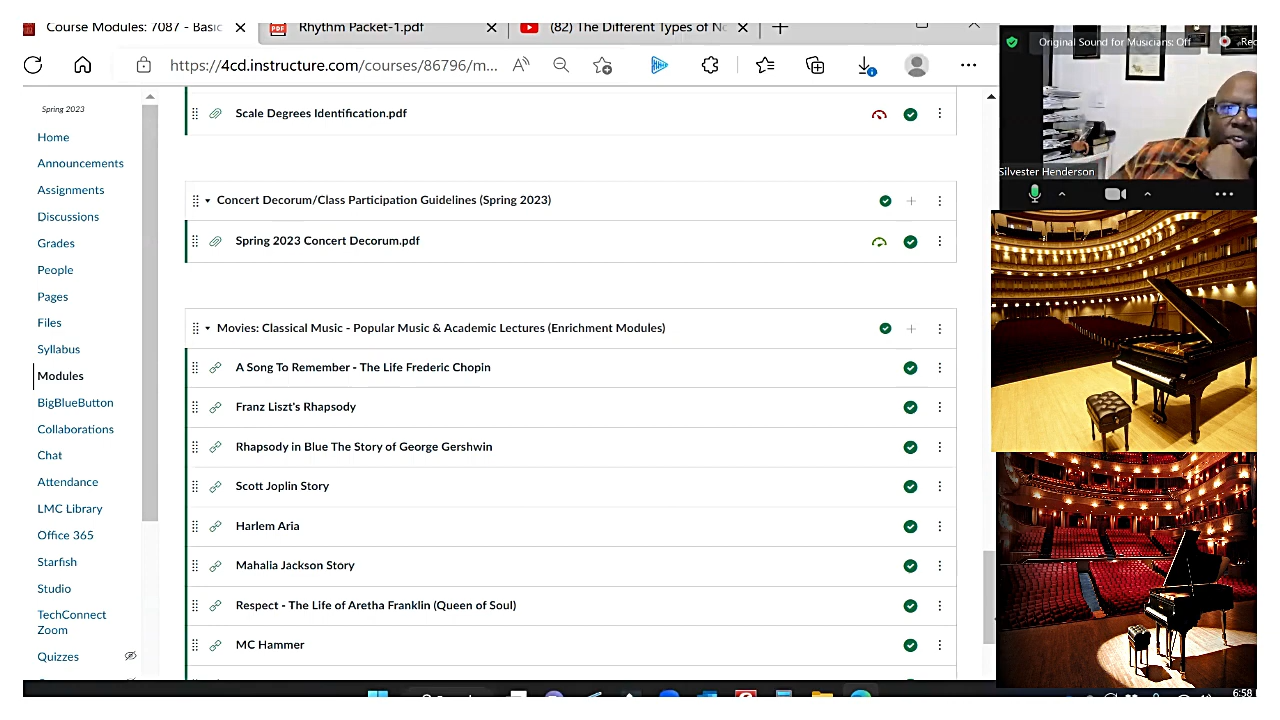 Course Modules: 7087 - Basic
Rhythm Packet-1.pdf
(82) The Different Types of No
https://4cd.instructure.com/courses/86796/m...
Original Sound for Musicians: Off
Rec
Spring 2023
Home
Announcements
Assignments
Discussions
Grades
People
Pages
Files
Syllabus
Modules
BigBlueButton
Collaborations
Chat
Attendance
LMC Library
Office 365
Starfish
Studio
TechConnect
Zoom
Quizzes
Scale Degrees Identification.pdf
Concert Decorum/Class Participation Guidelines (Spring 2023)
Spring 2023 Concert Decorum.pdf
Movies: Classical Music - Popular Music & Academic Lectures (Enrichment Modules)
A Song To Remember - The Life Frederic Chopin
Franz Liszt's Rhapsody
Rhapsody in Blue The Story of George Gershwin
Scott Joplin Story
Harlem Aria
Mahalia Jackson Story
Respect - The Life of Aretha Franklin (Queen of Soul)
MC Hammer
Silvester Henderson
6:58